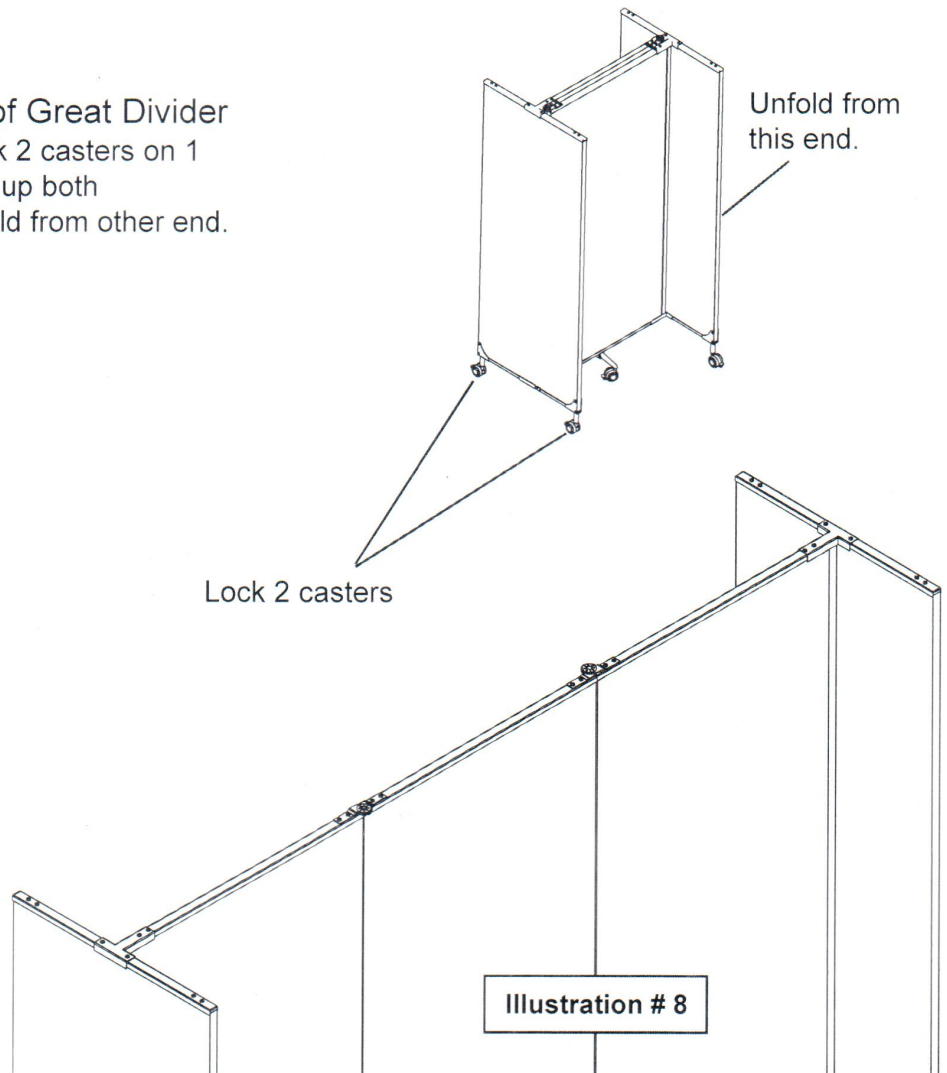 of Great Divider
k 2 casters on 1
up both
ld from other end.
Unfold from
this end.
Lock 2 casters
Illustration # 8